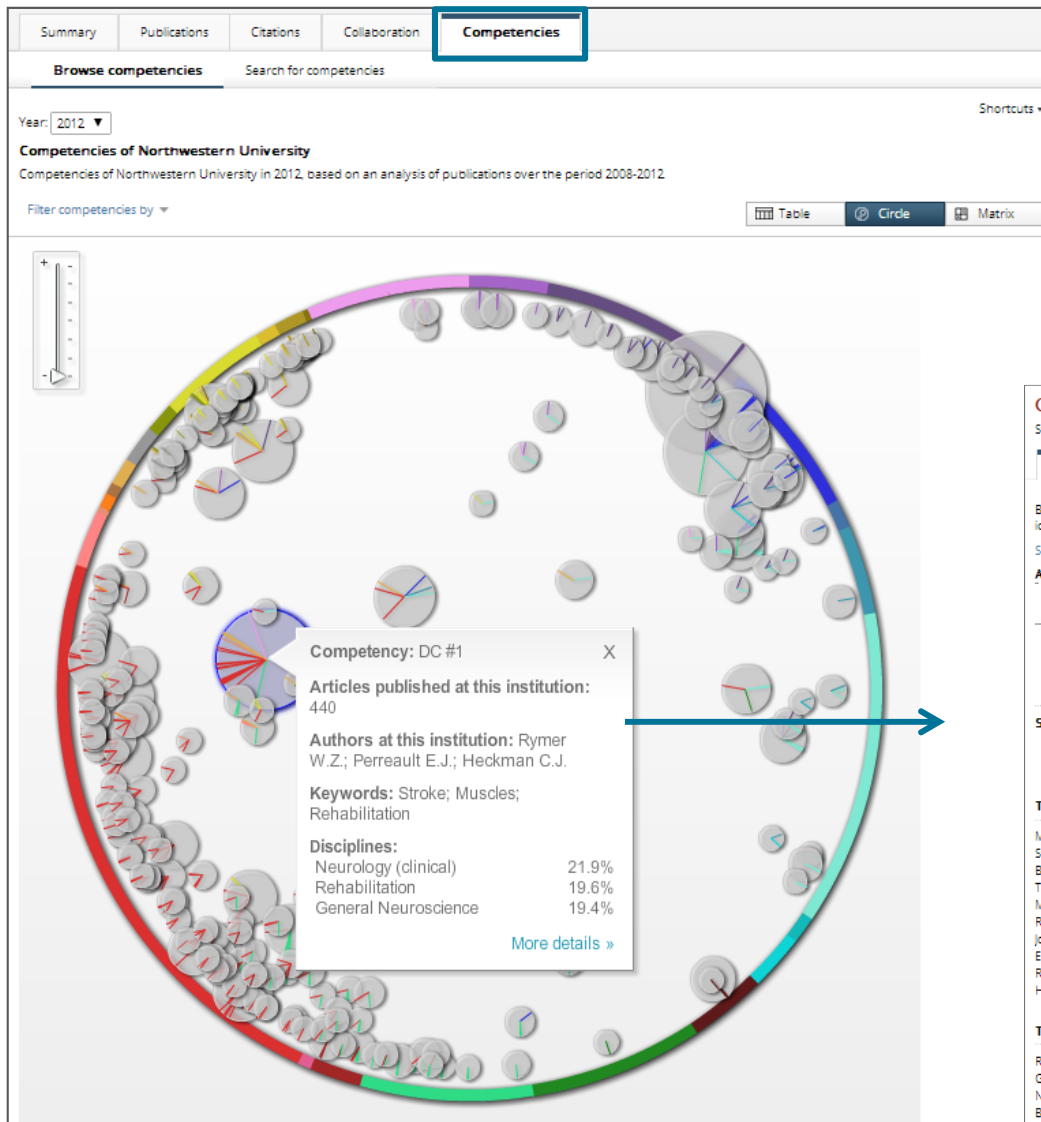 Summary Publications Citations Collaboration Competencies
Browse competencies Search for competencies
Shortcuts
Year: 2012
Competencies of Northwestern University
Competencies of Northwestern University in 2012, based on an analysis of publications over the period 2008-2012
Filter competencies by
Table Circle Matrix
+
-
Competency: DC #1 X
Articles published at this institution:
440
Authors at this institution: Rymer
W.Z.; Perreault E.J.; Heckman C.J.
Keywords: Stroke; Muscles;
Rehabilitation
Disciplines:
Neurology (clinical) 21.9%
Rehabilitation 19.6%
General Neuroscience 19.4%
More details »